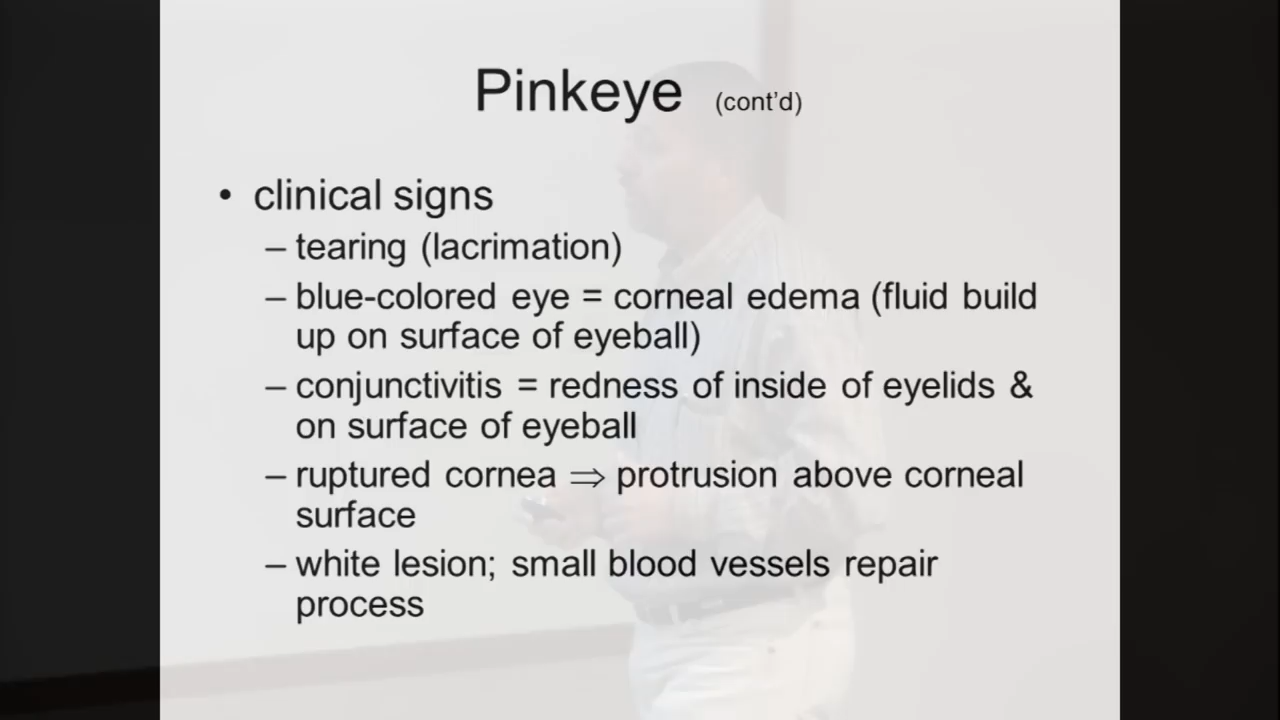 Pinkeye (cont'd)
• clinical signs
– tearing (lacrimation)
– blue-colored eye = corneal edema (fluid build
up on surface of eyeball)
– conjunctivitis = redness of inside of eyelids &
on surface of eyeball
– ruptured cornea ⇒ protrusion above corneal
surface
– white lesion; small blood vessels repair
process